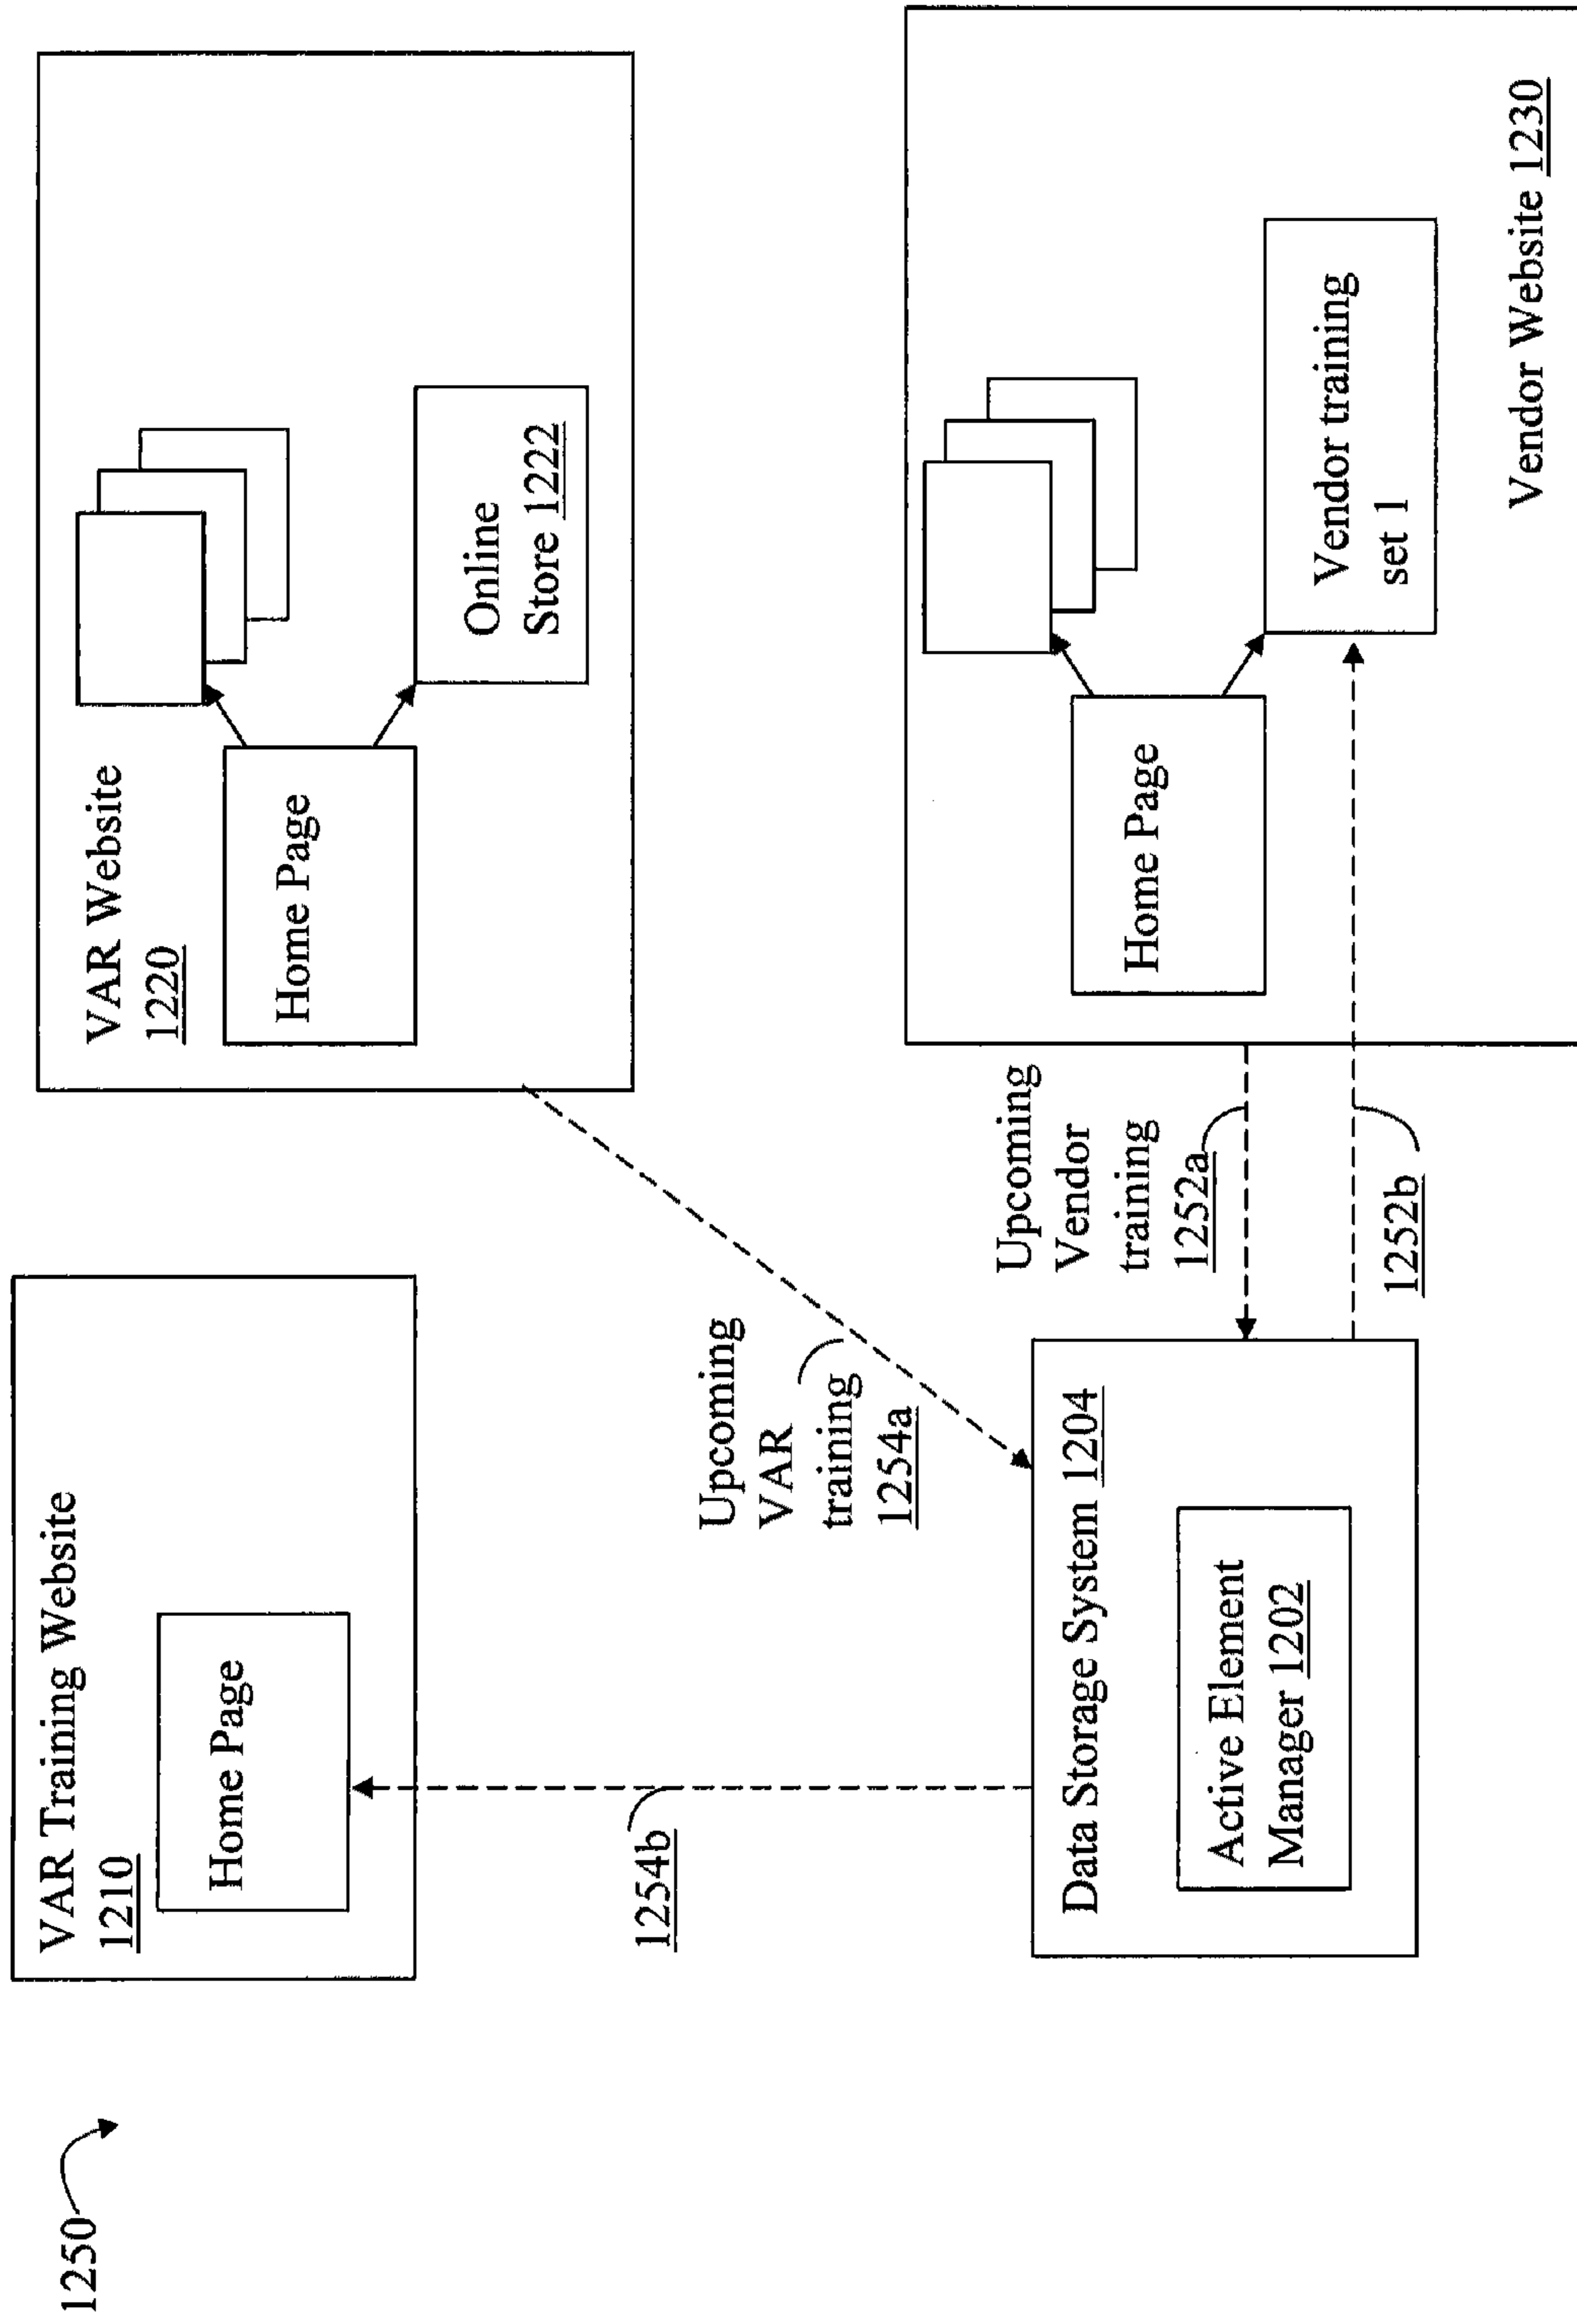 1250
VAR Training Website
1210
Home Page
VAR Website
1220
Home Page
Online
Store 1222
Upcoming
VAR
training
1254a
1254b
Data Storage System 1204
Active Element
Manager 1202
Upcoming
Vendor
training
1252a
1252b
Home Page
Vendor training
set 1
Vendor Website 1230